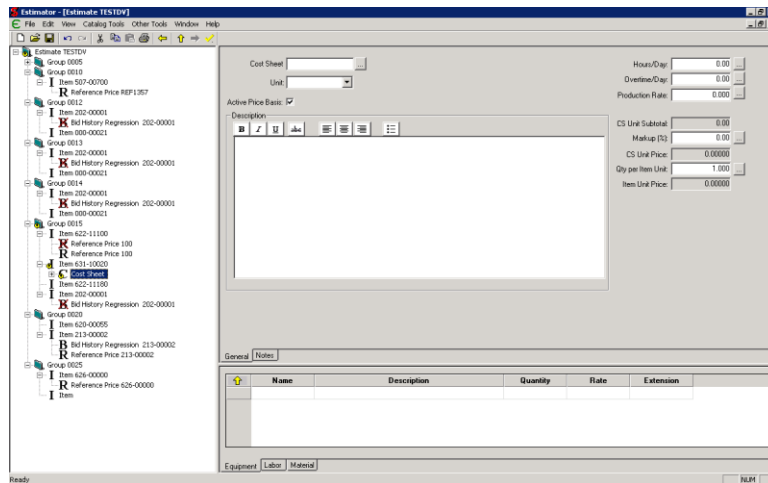 Estimator - [Estimate TESTDV]
File Edit View Catalog Tools Other Tools Window Help
Estimate TESTDV
Group 0005
Group 0010
I Item 507-00700
R Reference Price REF1357
Group 0012
I Item 202-00001
Bid History Regression 202-00001
I Item 000-00021
Group 0013
I Item 202-00001
Bid History Regression 202-00001
I Item 000-00021
Group 0014
I Item 202-00001
Bid History Regression 202-00001
I Item 000-00021
Group 0015
I Item 622-11100
Reference Price 100
R Reference Price 100
Item 631-10020
C Cost Sheet
I Item 622-11180
I Item 202-00001
Bid History Regression 202-00001
Group 0020
I Item 620-00055
I Item 213-00002
B Bid History Regression 213-00002
R Reference Price 213-00002
Group 0025
I Item 626-00000
R Reference Price 626-00000
I Item
Cost Sheet ...
Unit:
Active Price Basis:
Description
B I U abc
General Notes
Hours/Day: 0.00 ...
Overtime/Day: 0.00 ...
Production Rate: 0.000 ...
CS Unit Subtotal: 0.00
Markup (%): 0.00 ...
CS Unit Price: 0.00000
Qty per Item Unit: 1.000 ...
Item Unit Price: 0.00000
Name Description Quantity Rate Extension
Equipment Labor Material
Ready NUM